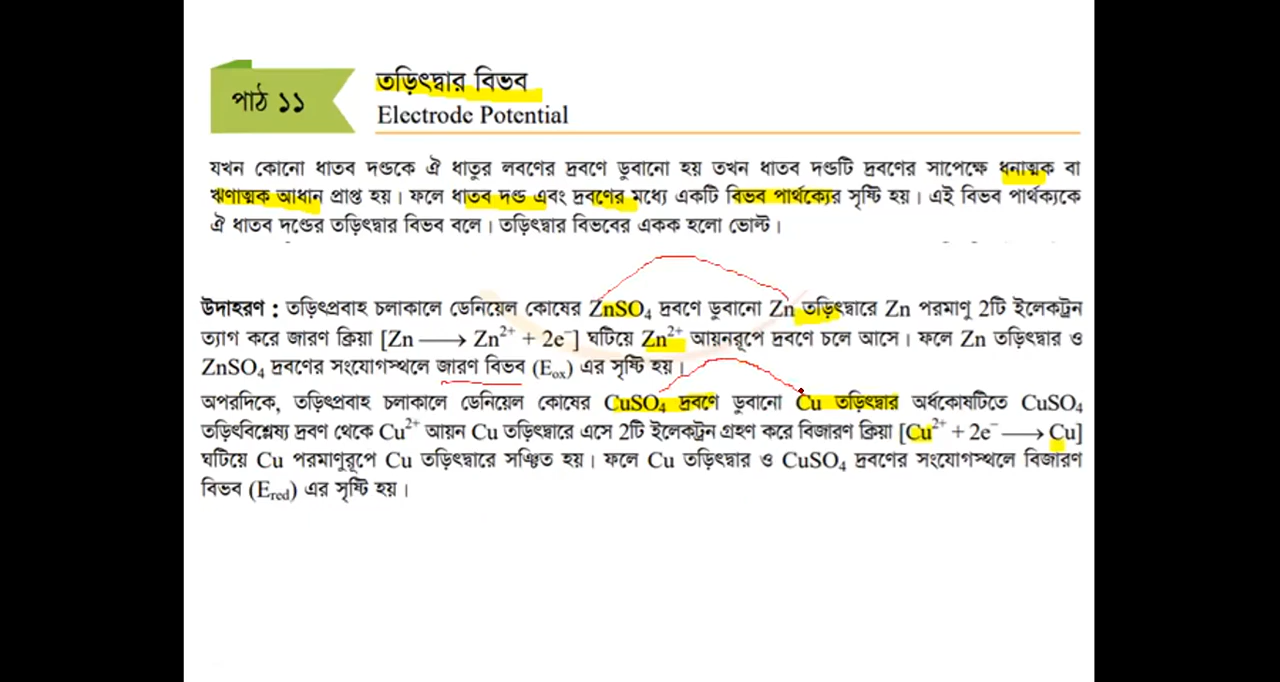 পাঠ ১১
তড়িৎদ্বার বিভব
Electrode Potential
যখন কোনো ধাতব দণ্ডকে ঐ ধাতুর লবণের দ্রবণে ডুবানো হয় তখন ধাতব দণ্ডটি দ্রবণের সাপেক্ষে ধনাত্মক বা
ঋণাত্মক আধান প্রাপ্ত হয়। ফলে ধাতব দণ্ড এবং দ্রবণের মধ্যে একটি বিভব পার্থক্যের সৃষ্টি হয়। এই বিভব পার্থক্যকে
ঐ ধাতব দণ্ডের তড়িৎদ্বার বিভব বলে। তড়িৎদ্বার বিভবের একক হলো ভোল্ট।
উদাহরণ : তড়িৎপ্রবাহ চলাকালে ডেনিয়েল কোষের ZnSO₄ দ্রবণে ডুবানো Zn তড়িৎদ্বারে Zn পরমাণু 2টি ইলেকট্রন
ত্যাগ করে জারণ ক্রিয়া [Zn ⟶ Zn²⁺ + 2e⁻] ঘটিয়ে Zn²⁺ আয়নরূপে দ্রবণে চলে আসে। ফলে Zn তড়িৎদ্বার ও
ZnSO₄ দ্রবণের সংযোগস্থলে জারণ বিভব (Eₒₓ) এর সৃষ্টি হয়।
অপরদিকে, তড়িৎপ্রবাহ চলাকালে ডেনিয়েল কোষের CuSO₄ দ্রবণে ডুবানো Cu তড়িৎদ্বার অর্ধকোষটিতে CuSO₄
তড়িৎবিশ্লেষ্য দ্রবণ থেকে Cu²⁺ আয়ন Cu তড়িৎদ্বারে এসে 2টি ইলেকট্রন গ্রহণ করে বিজারণ ক্রিয়া [Cu²⁺ + 2e⁻ ⟶ Cu]
ঘটিয়ে Cu পরমাণুরূপে Cu তড়িৎদ্বারে সঞ্চিত হয়। ফলে Cu তড়িৎদ্বার ও CuSO₄ দ্রবণের সংযোগস্থলে বিজারণ
বিভব (E_red) এর সৃষ্টি হয়।